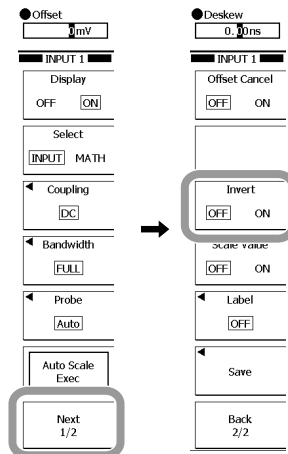 Offset
0mV
INPUT 1
Display
OFF ON
Select
INPUT MATH
Coupling
DC
Bandwidth
FULL
Probe
Auto
Auto Scale
Exec
Next
1/2
Deskew
0.00ns
INPUT 1
Offset Cancel
OFF ON
Invert
OFF ON
Scale Value
OFF ON
Label
OFF
Save
Back
2/2